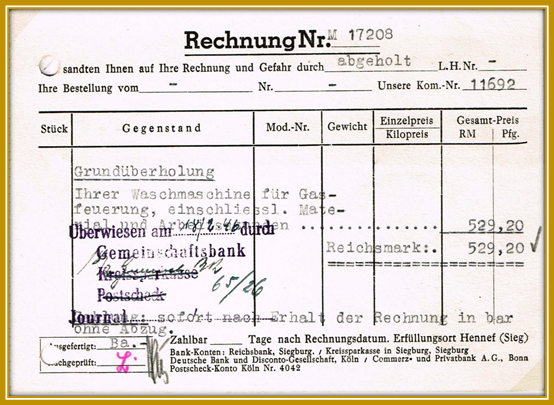 Rechnung Nr. M 17208
sandten Ihnen auf Ihre Rechnung und Gefahr durch abgeholt L.H.Nr. -
Ihre Bestellung vom - Nr. - Unsere Kom.-Nr. 11692
Stück Gegenstand Mod.-Nr. Gewicht Einzelpreis Kilopreis Gesamt-Preis RM Pfg.
Grundüberholung
Ihrer Waschmaschine für Gas-
feuerung, einschliessl. Mate-
rial und ..................... 529,20
Überwiesen am 18/2.46 durch
Gemeinschaftsbank
Reichsmark:. 529,20
Kreissparkasse
65/26
Postscheck
Journal
sofort nach Erhalt der Rechnung in bar
ohne Abzug.
Ausgefertigt: Ba.-
Nachgeprüft:
Zahlbar Tage nach Rechnungsdatum. Erfüllungsort Hennef (Sieg)
Bank-Konten: Reichsbank, Siegburg. / Kreissparkasse in Siegburg, Siegburg
Deutsche Bank und Disconto-Gesellschaft, Köln / Commerz- und Privatbank A.G., Bonn
Postscheck-Konto Köln Nr. 4042